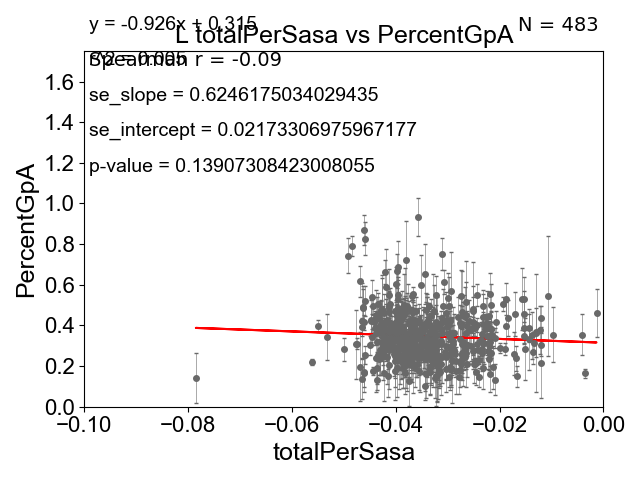 y = -0.926x + 0.315
N = 483
L totalPerSasa vs PercentGpA
Spearman r = -0.09
se_slope = 0.6246175034029435
se_intercept = 0.02173306975967177
p-value = 0.13907308423008055
PercentGpA
1.6
1.4
1.2
1.0
0.8
0.6
0.4
0.2
0.0
−0.10 −0.08 −0.06 −0.04 −0.02 0.00
totalPerSasa